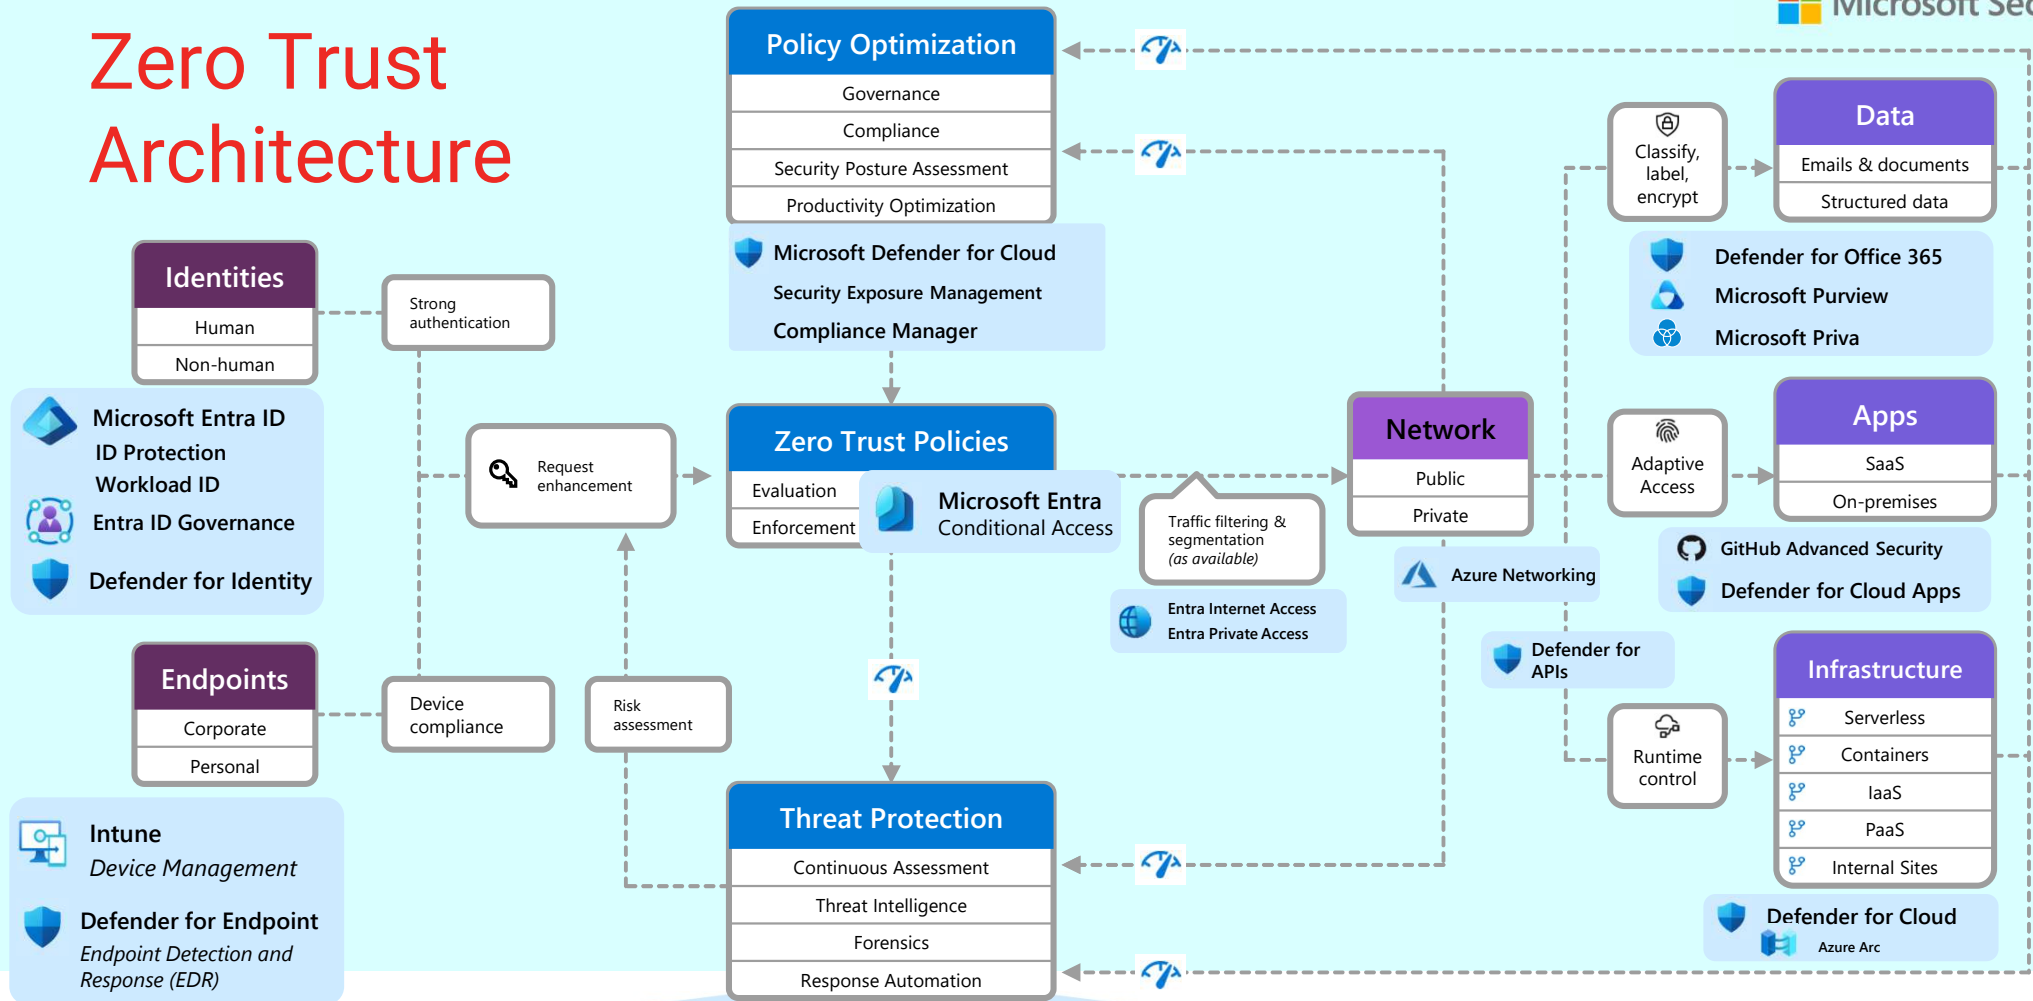 Microsoft Sec
Zero Trust
Architecture
Policy Optimization
Governance
Compliance
Security Posture Assessment
Productivity Optimization
Microsoft Defender for Cloud
Security Exposure Management
Compliance Manager
Identities
Human
Non-human
Strong
authentication
Microsoft Entra ID
ID Protection
Workload ID
Entra ID Governance
Defender for Identity
Request
enhancement
Zero Trust Policies
Evaluation
Enforcement
Microsoft Entra
Conditional Access
Traffic filtering &
segmentation
(as available)
Entra Internet Access
Entra Private Access
Network
Public
Private
Azure Networking
Classify,
label,
encrypt
Data
Emails & documents
Structured data
Defender for Office 365
Microsoft Purview
Microsoft Priva
Adaptive
Access
Apps
SaaS
On-premises
GitHub Advanced Security
Defender for Cloud Apps
Defender for
APIs
Runtime
control
Infrastructure
Serverless
Containers
IaaS
PaaS
Internal Sites
Defender for Cloud
Azure Arc
Endpoints
Corporate
Personal
Device
compliance
Risk
assessment
Intune
Device Management
Defender for Endpoint
Endpoint Detection and
Response (EDR)
Threat Protection
Continuous Assessment
Threat Intelligence
Forensics
Response Automation